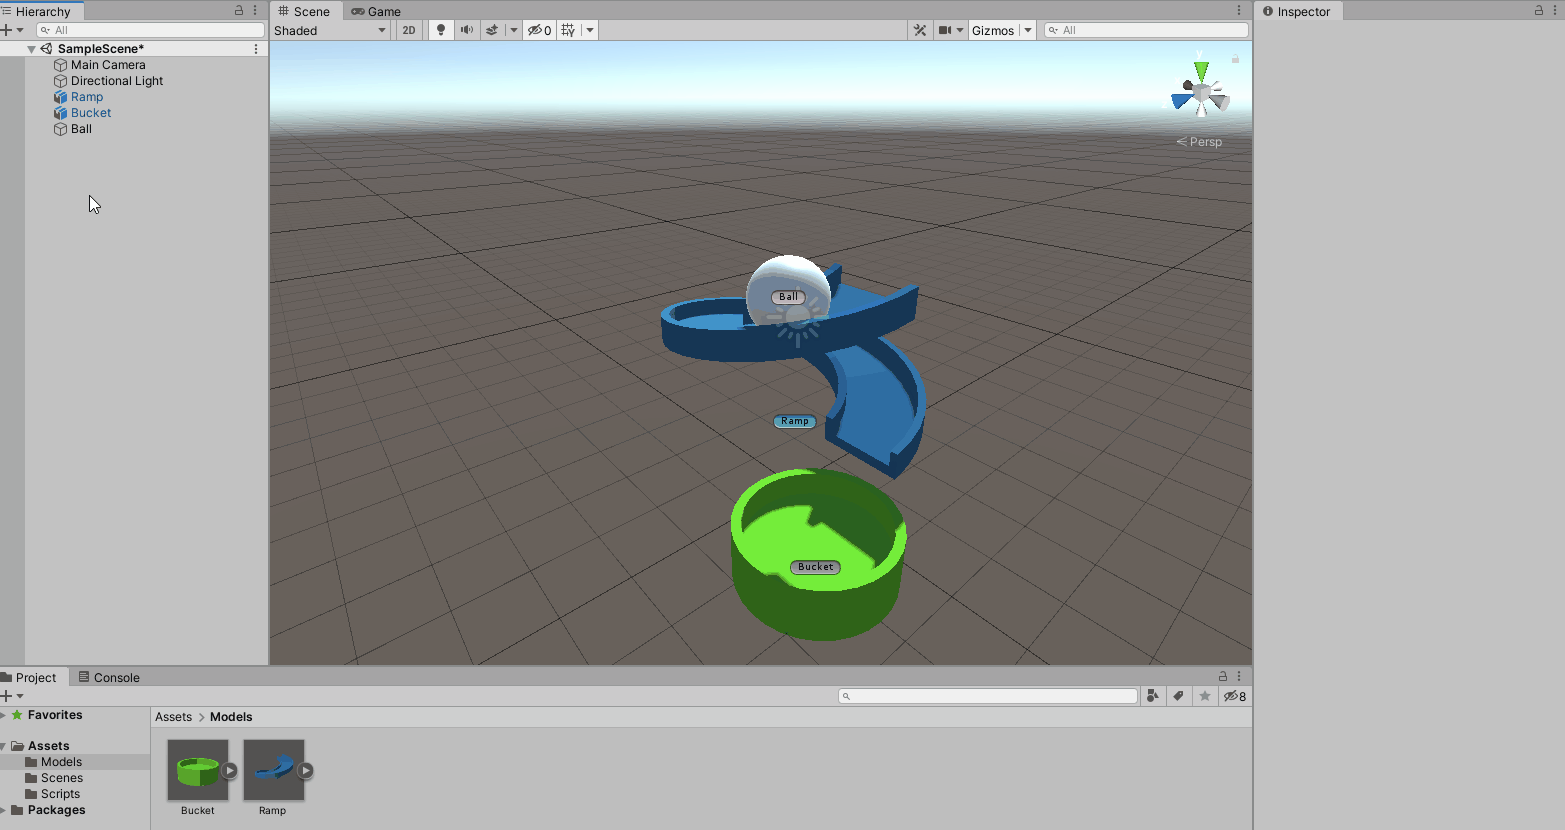 Hierarchy
Scene
Game
Inspector
All
Shaded
2D
0
Gizmos
All
SampleScene*
Main Camera
Directional Light
Ramp
Bucket
Ball
y
Persp
Ball
Ramp
Bucket
Project
Console
8
Favorites
Assets > Models
Assets
Models
Scenes
Scripts
Packages
Bucket
Ramp